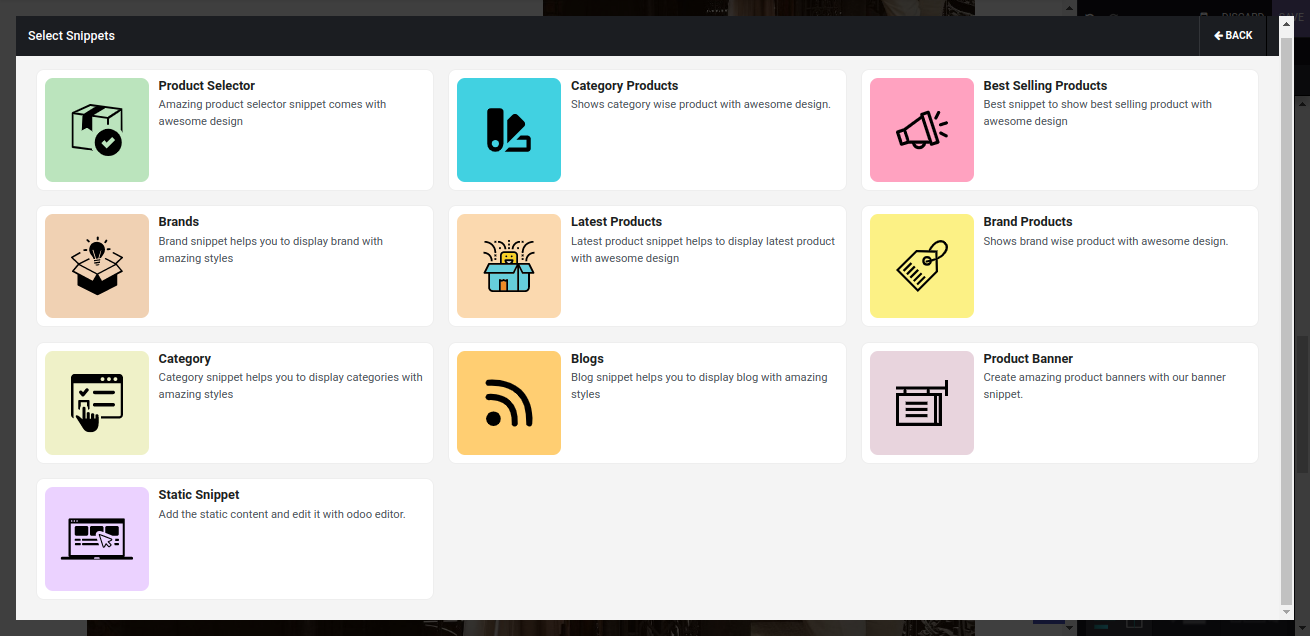 DISCARD
Select Snippets
BACK
Product Selector
Amazing product selector snippet comes with
awesome design
Category Products
Shows category wise product with awesome design.
Best Selling Products
Best snippet to show best selling product with
awesome design
Brands
Brand snippet helps you to display brand with
amazing styles
Latest Products
Latest product snippet helps to display latest product
with awesome design
Brand Products
Shows brand wise product with awesome design.
Category
Category snippet helps you to display categories with
amazing styles
Blogs
Blog snippet helps you to display blog with amazing
styles
Product Banner
Create amazing product banners with our banner
snippet.
Static Snippet
Add the static content and edit it with odoo editor.